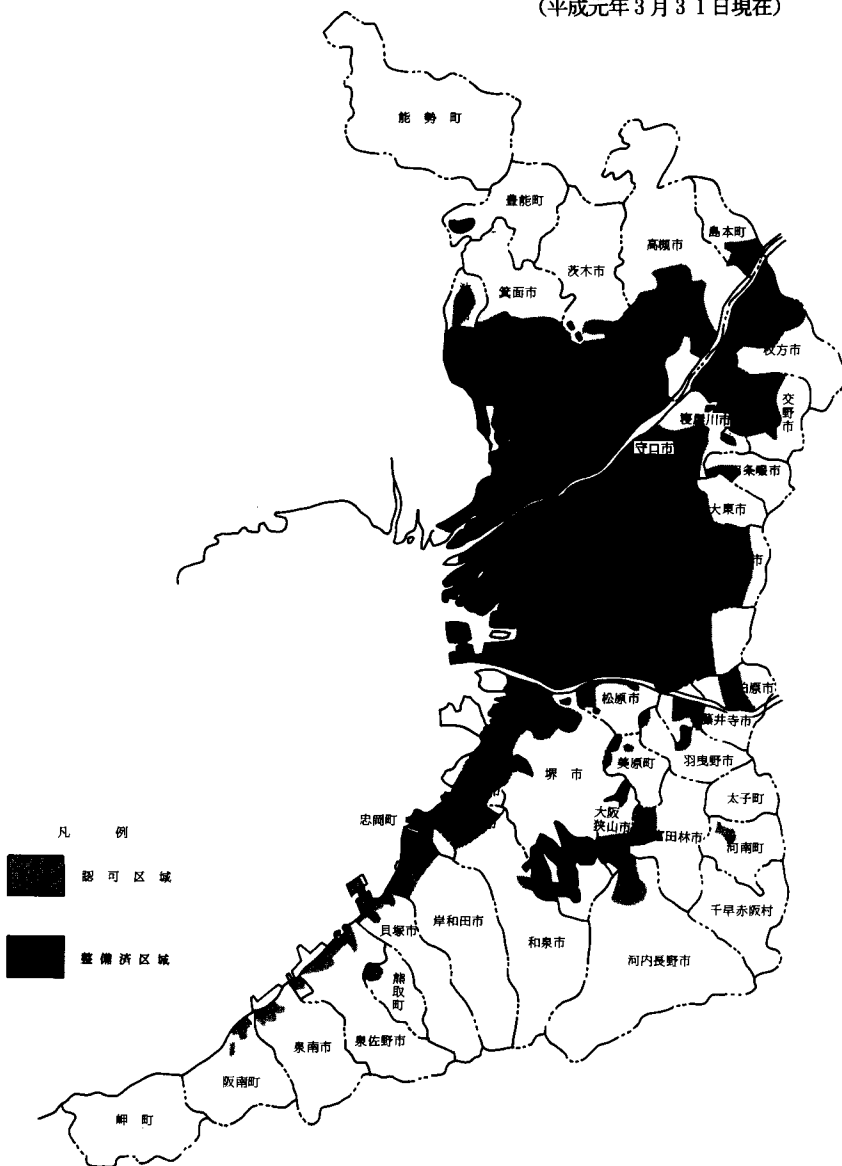 (平成元年3月31日現在)
能勢町
豊能町
島本町
高槻市
茨木市
箕面市
枚方市
交野市
寝屋川市
守口市
条畷市
大東市
市
柏原市
松原市
藤井寺市
羽曳野市
美原町
堺市
太子町
大阪
狭山市
忠岡町
富田林市
河南町
凡例
認可区域
千早赤阪村
岸和田市
貝塚市
和泉市
整備済区域
河内長野市
熊取町
泉佐野市
泉南市
阪南町
岬町